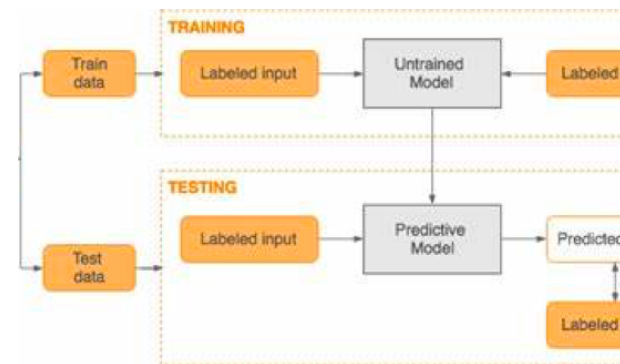 TRAINING
Train
data
Labeled input
Untrained
Model
Labeled
TESTING
Test
data
Labeled input
Predictive
Model
Predicted
Labeled